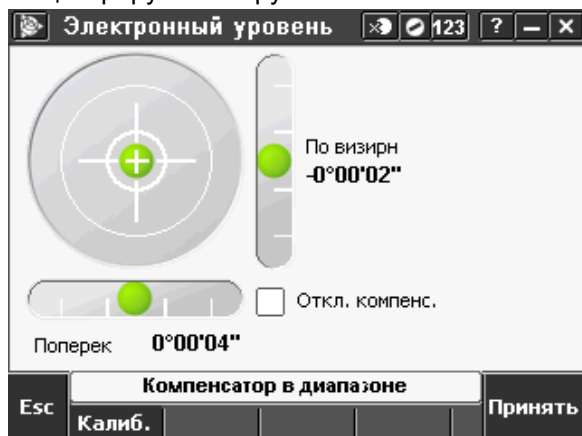 Электронный уровень 123 ? – ×
По визирн
-0°00'02"
Откл. компенс.
Поперек 0°00'04"
Компенсатор в диапазоне
Esc Принять
Калиб.